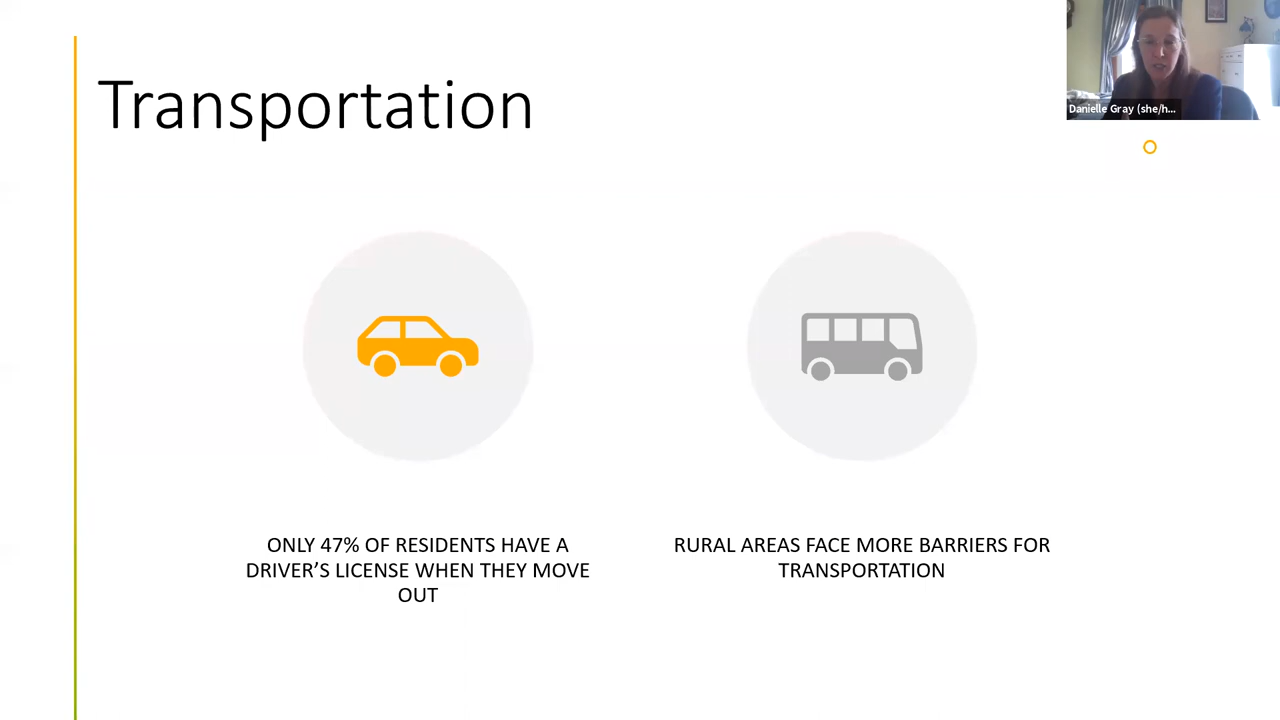 Transportation
Danielle Gray (she/h...
ONLY 47% OF RESIDENTS HAVE A
DRIVER’S LICENSE WHEN THEY MOVE
OUT
RURAL AREAS FACE MORE BARRIERS FOR
TRANSPORTATION